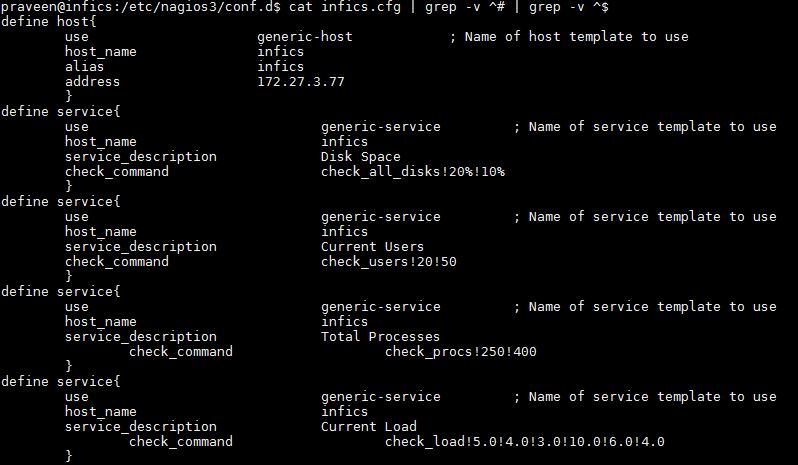 praveen@infics:/etc/nagios3/conf.d$ cat infics.cfg | grep -v ^# | grep -v ^$
define host{
        use                     generic-host            ; Name of host template to use
        host_name               infics
        alias                   infics
        address                 172.27.3.77
        }
define service{
        use                             generic-service         ; Name of service template to use
        host_name                       infics
        service_description             Disk Space
        check_command                   check_all_disks!20%!10%
        }
define service{
        use                             generic-service         ; Name of service template to use
        host_name                       infics
        service_description             Current Users
        check_command                   check_users!20!50
        }
define service{
        use                             generic-service         ; Name of service template to use
        host_name                       infics
        service_description             Total Processes
                check_command                   check_procs!250!400
        }
define service{
        use                             generic-service         ; Name of service template to use
        host_name                       infics
        service_description             Current Load
                check_command                   check_load!5.0!4.0!3.0!10.0!6.0!4.0
        }